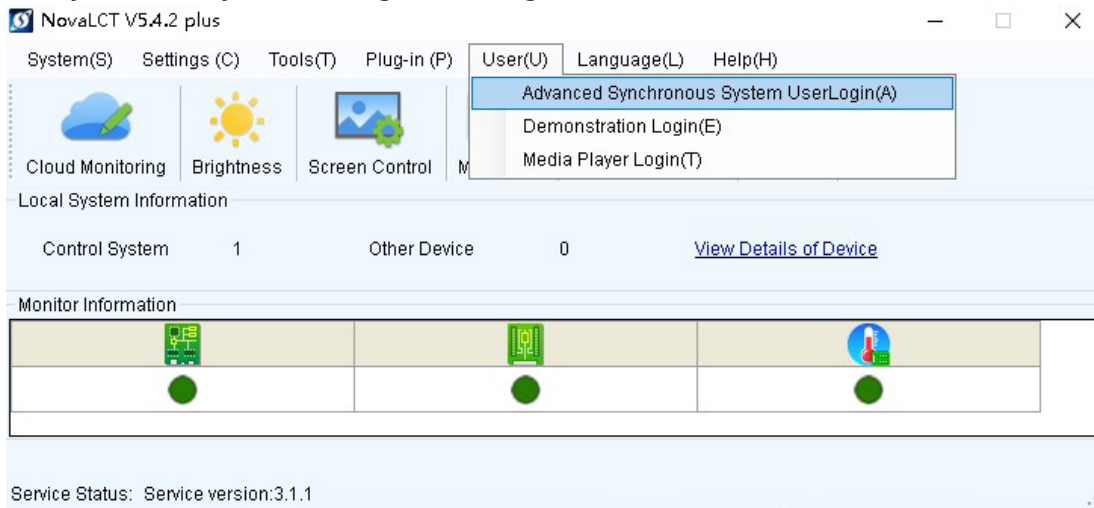 NovaLCT V5.4.2 plus
System(S) Settings (C) Tools(T) Plug-in (P) User(U) Language(L) Help(H)
Advanced Synchronous System UserLogin(A)
Demonstration Login(E)
Media Player Login(T)
Cloud Monitoring Brightness Screen Control
Local System Information
Control System 1 Other Device 0 View Details of Device
Monitor Information
Service Status: Service version:3.1.1